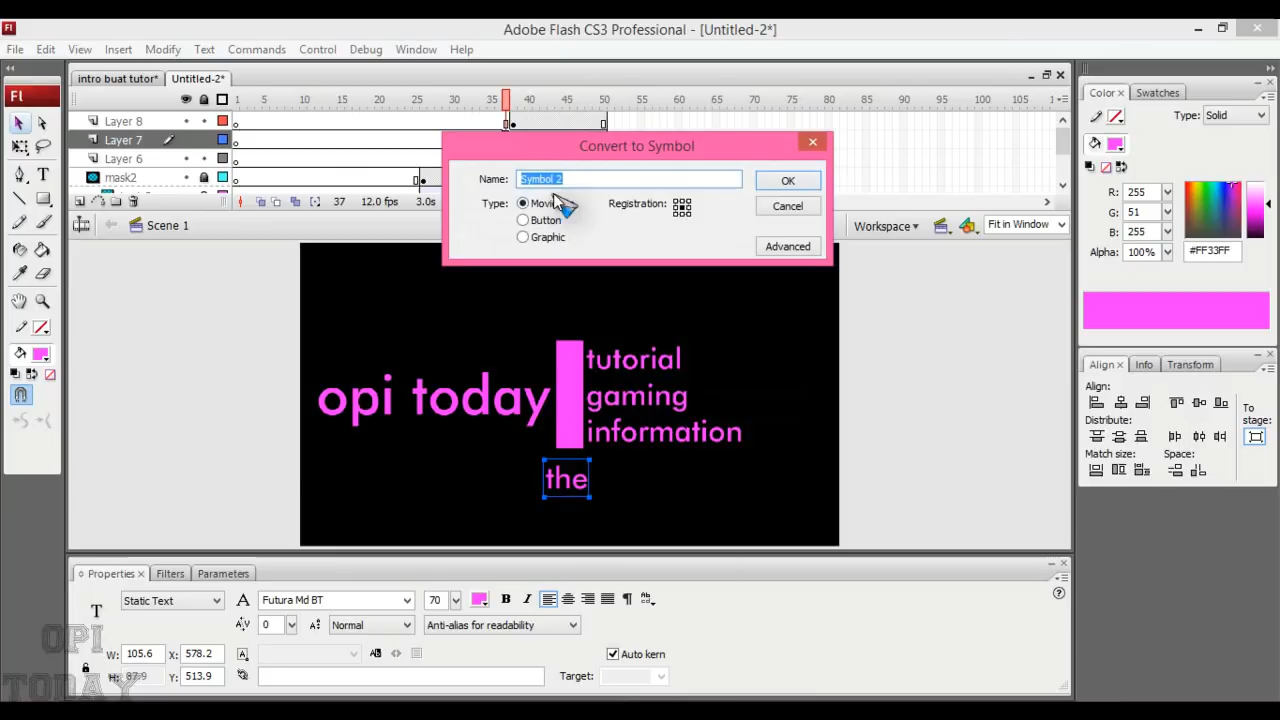 Adobe Flash CS3 Professional - [Untitled-2*]
File Edit View Insert Modify Text Commands Control Debug Window Help
intro buat tutor* Untitled-2*
1 5 10 15 20 25 30 35 40 45 50 55 60 65 70 75 80 85 90 95 100 105 11
Layer 8
Layer 7
Layer 6
mask2
37 12.0 fps 3.0s
Scene 1
Workspace
Fit in Window
Convert to Symbol
Name: Symbol 2
OK
Type:
Registration:
Cancel
Button
Graphic
Advanced
opi today
tutorial
gaming
information
the
Color Swatches
Type: Solid
R: 255
G: 51
B: 255
Alpha: 100%
#FF33FF
Align Info Transform
Align:
To stage:
Distribute:
Match size: Space:
Properties Filters Parameters
Static Text
Futura Md BT
70
0
Normal
Anti-alias for readability
W: 105.6 X: 578.2
H: 87.9 Y: 513.9
Auto kern
Target:
OPI
TODAY